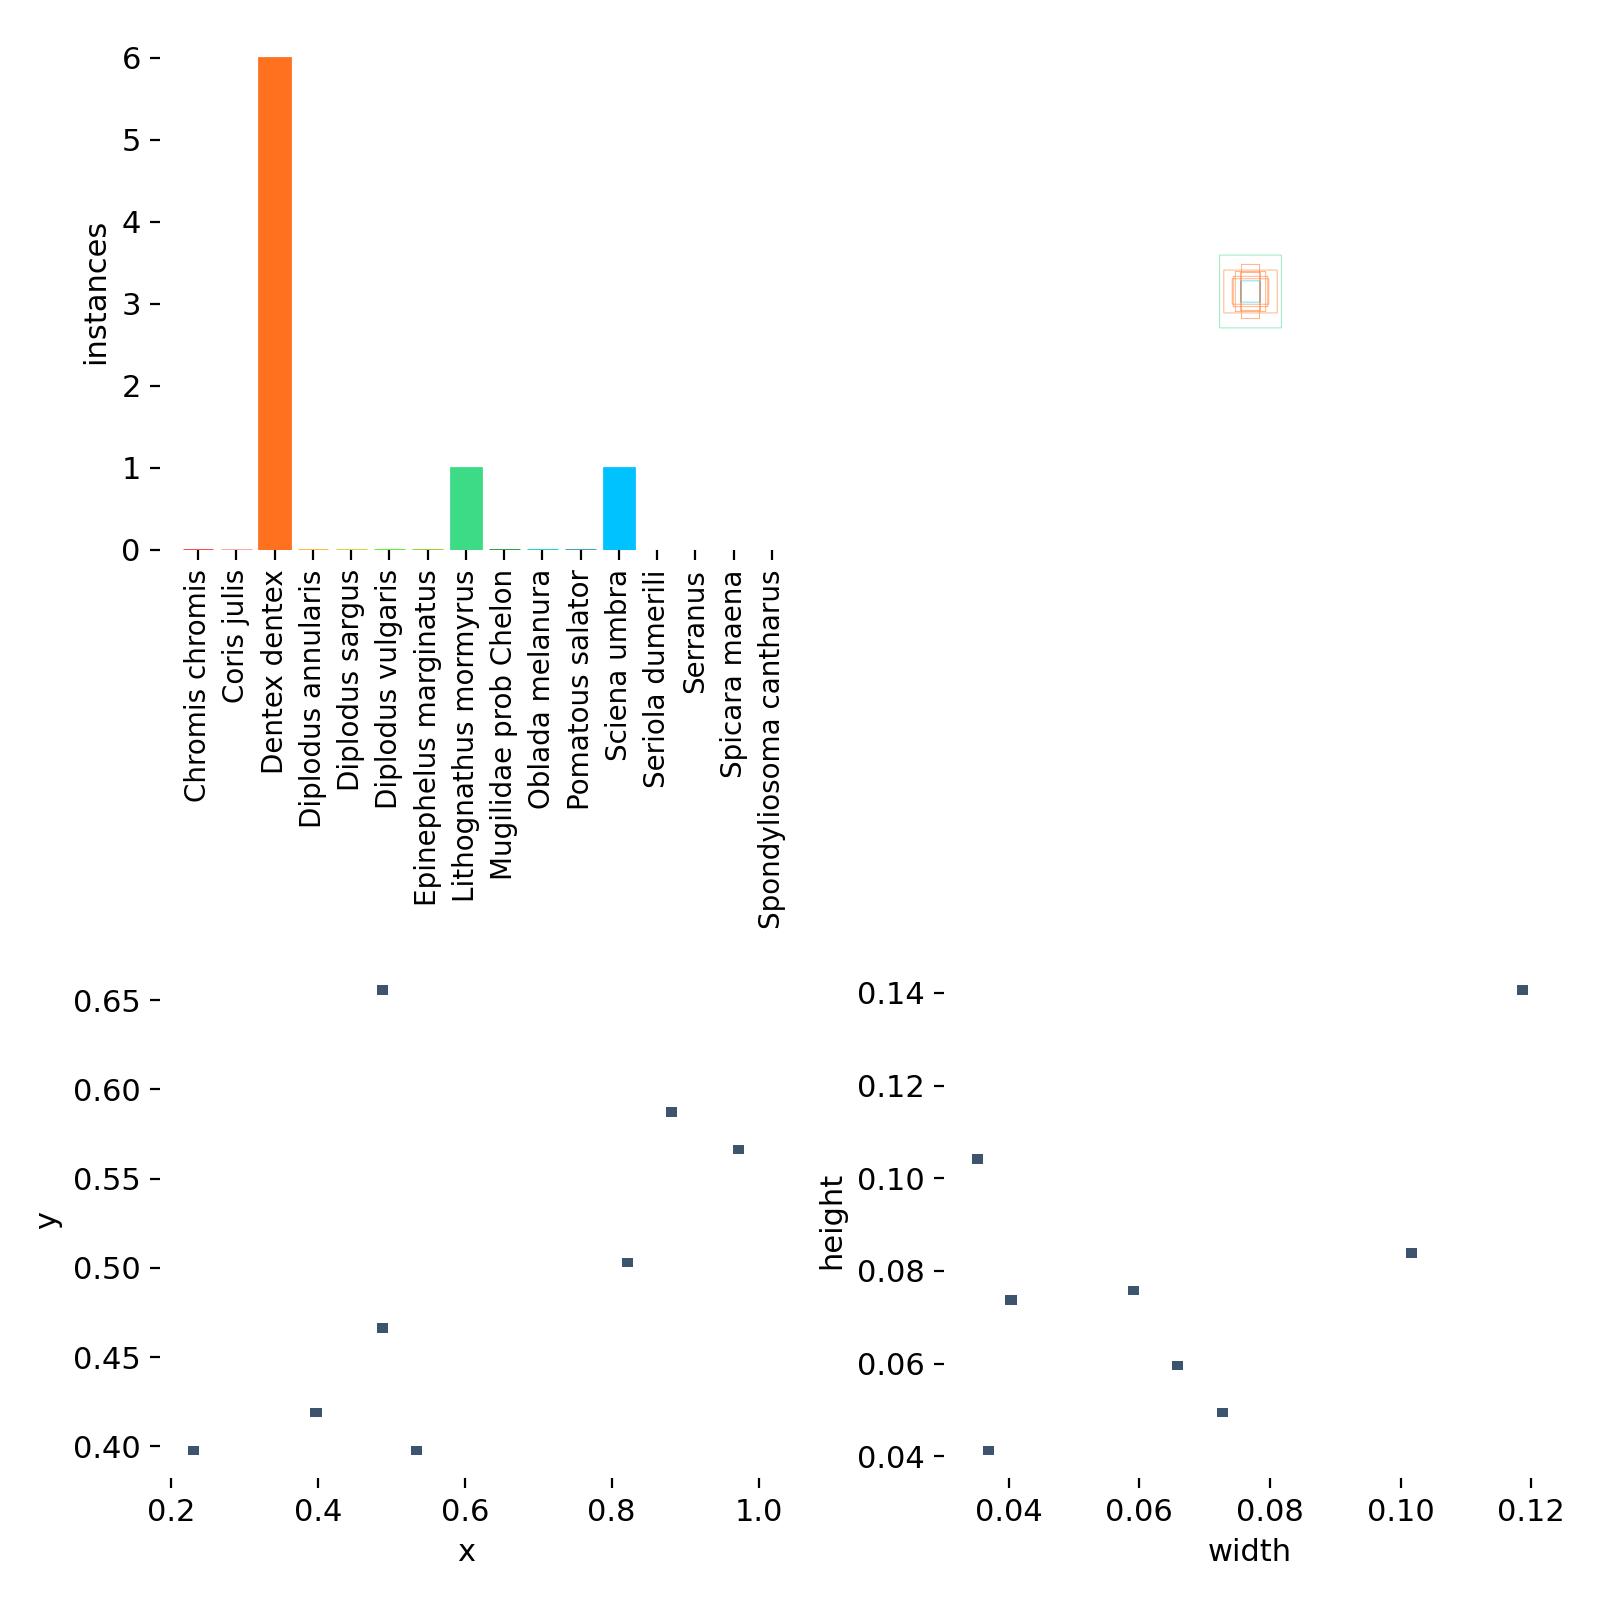 6
5
4
3
2
1
0
instances
Chromis chromis
Coris julis
Dentex dentex
Diplodus annularis
Diplodus sargus
Diplodus vulgaris
Epinephelus marginatus
Lithognathus mormyrus
Mugilidae prob Chelon
Oblada melanura
Pomatous salator
Sciena umbra
Seriola dumerili
Serranus
Spicara maena
Spondyliosoma cantharus
0.65
0.60
0.55
0.50
0.45
0.40
y
0.2 0.4 0.6 0.8 1.0
x
0.14
0.12
0.10
0.08
0.06
0.04
height
0.04 0.06 0.08 0.10 0.12
width